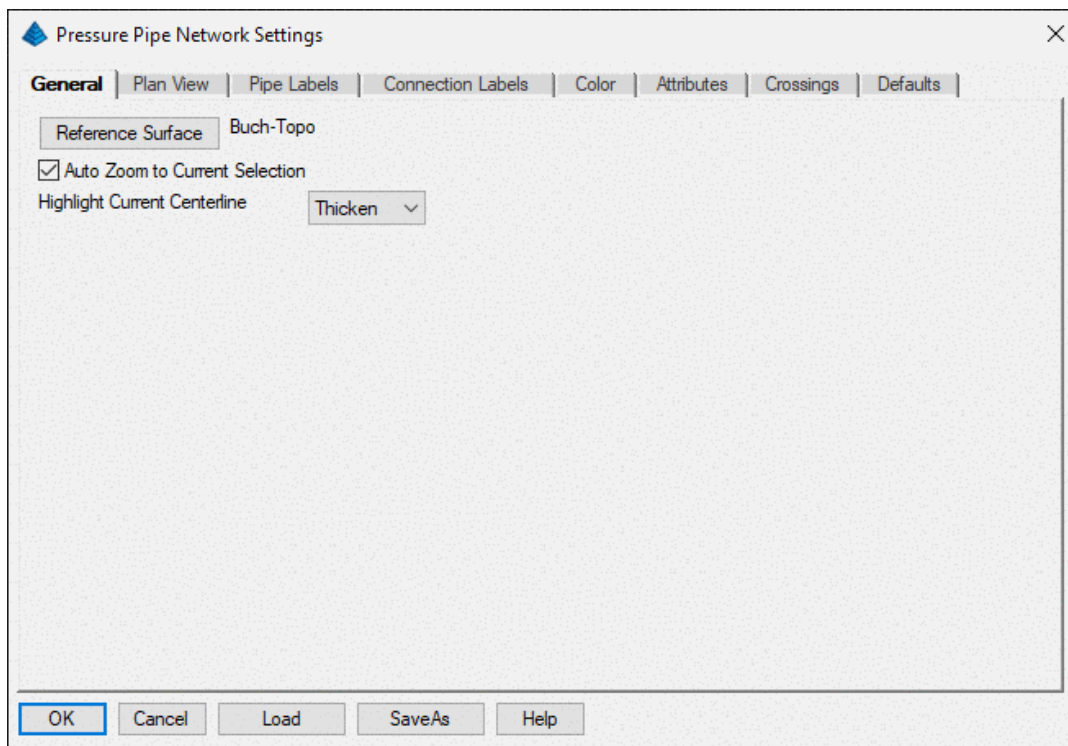 Pressure Pipe Network Settings
General Plan View Pipe Labels Connection Labels Color Attributes Crossings Defaults
Reference Surface Buch-Topo
Auto Zoom to Current Selection
Highlight Current Centerline Thicken
OK Cancel Load SaveAs Help